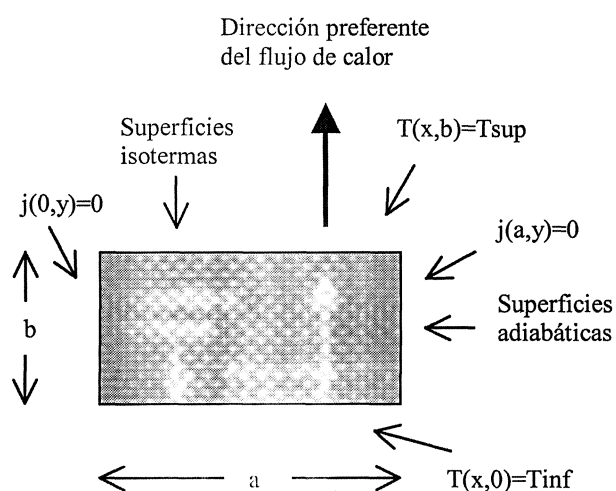 Dirección preferente
del flujo de calor
Superficies
isotermas
T(x,b)=Tsup
j(0,y)=0
j(a,y)=0
b
Superficies
adiabáticas
a
T(x,0)=Tinf